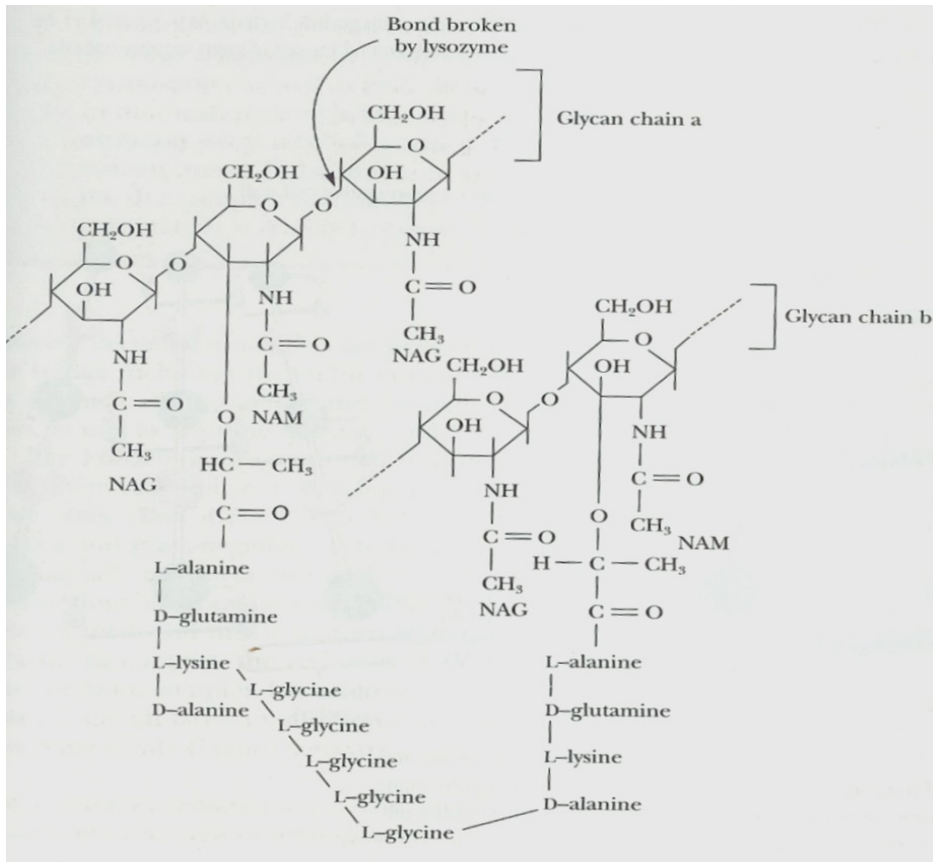 Bond broken
by lysozyme
Glycan chain a
CH₂OH
O
OH
CH₂OH
O
O
NH
CH₂OH
O
O
OH
C=O
NH
CH₃
NAG
C=O
CH₃
NAM
NH
C=O
CH₃
NAG
O
HC—CH₃
C=O
Glycan chain b
CH₂OH
O
OH
CH₂OH
O
O
OH
NH
C=O
CH₃
NAM
NH
C=O
CH₃
NAG
O
H—C—CH₃
C=O
L–alanine
D–glutamine
L–lysine
D–alanine
L–glycine
L–glycine
L–glycine
L–glycine
L–glycine
L–alanine
D–glutamine
L–lysine
D–alanine